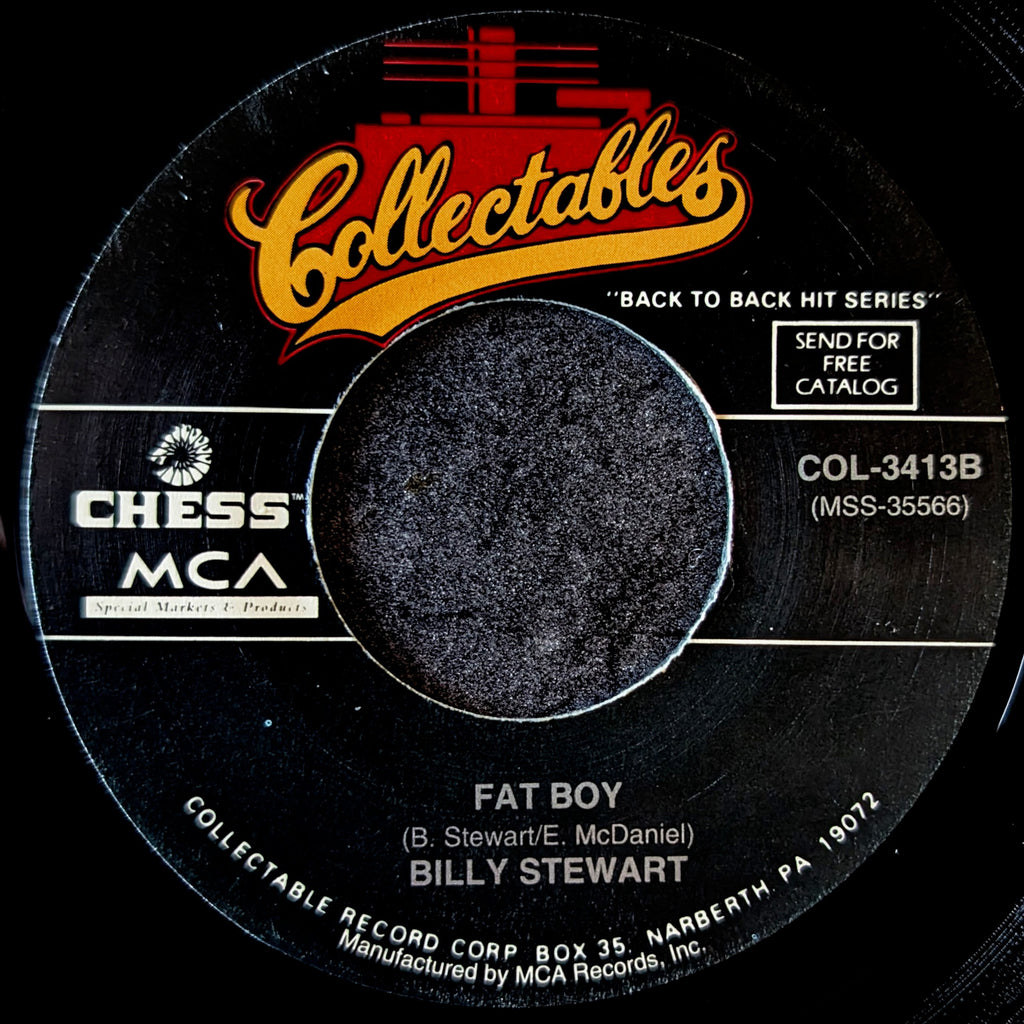 Collectables
"BACK TO BACK HIT SERIES"
SEND FOR
FREE
CATALOG
CHESS™
MCA
Special Markets & Products
COL-3413B
(MSS-35566)
FAT BOY
(B. Stewart/E. McDaniel)
BILLY STEWART
COLLECTABLE RECORD CORP. BOX 35, NARBERTH, PA 19072
Manufactured by MCA Records, Inc.